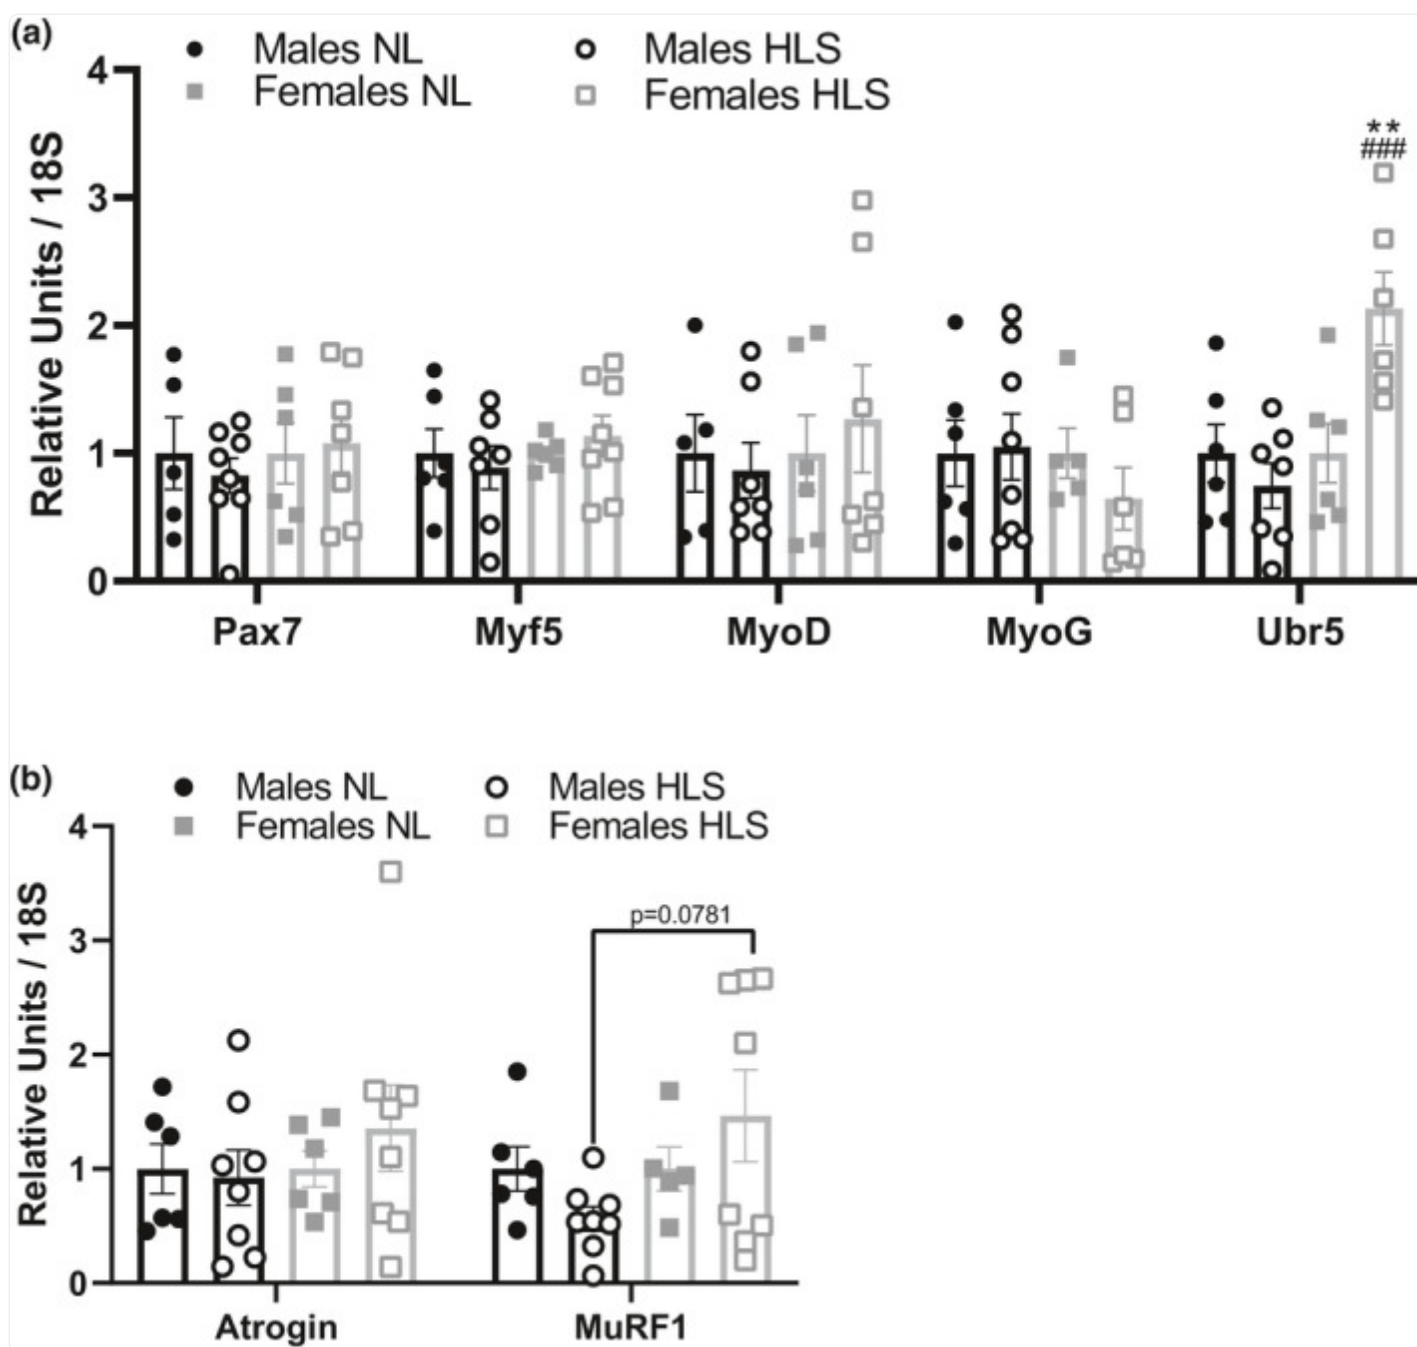 (a)
Males NL Males HLS
Females NL Females HLS
Relative Units / 18S
4
3
2
1
0
**
###
Pax7 Myf5 MyoD MyoG Ubr5
(b)
Males NL Males HLS
Females NL Females HLS
Relative Units / 18S
4
3
2
1
0
p=0.0781
Atrogin MuRF1